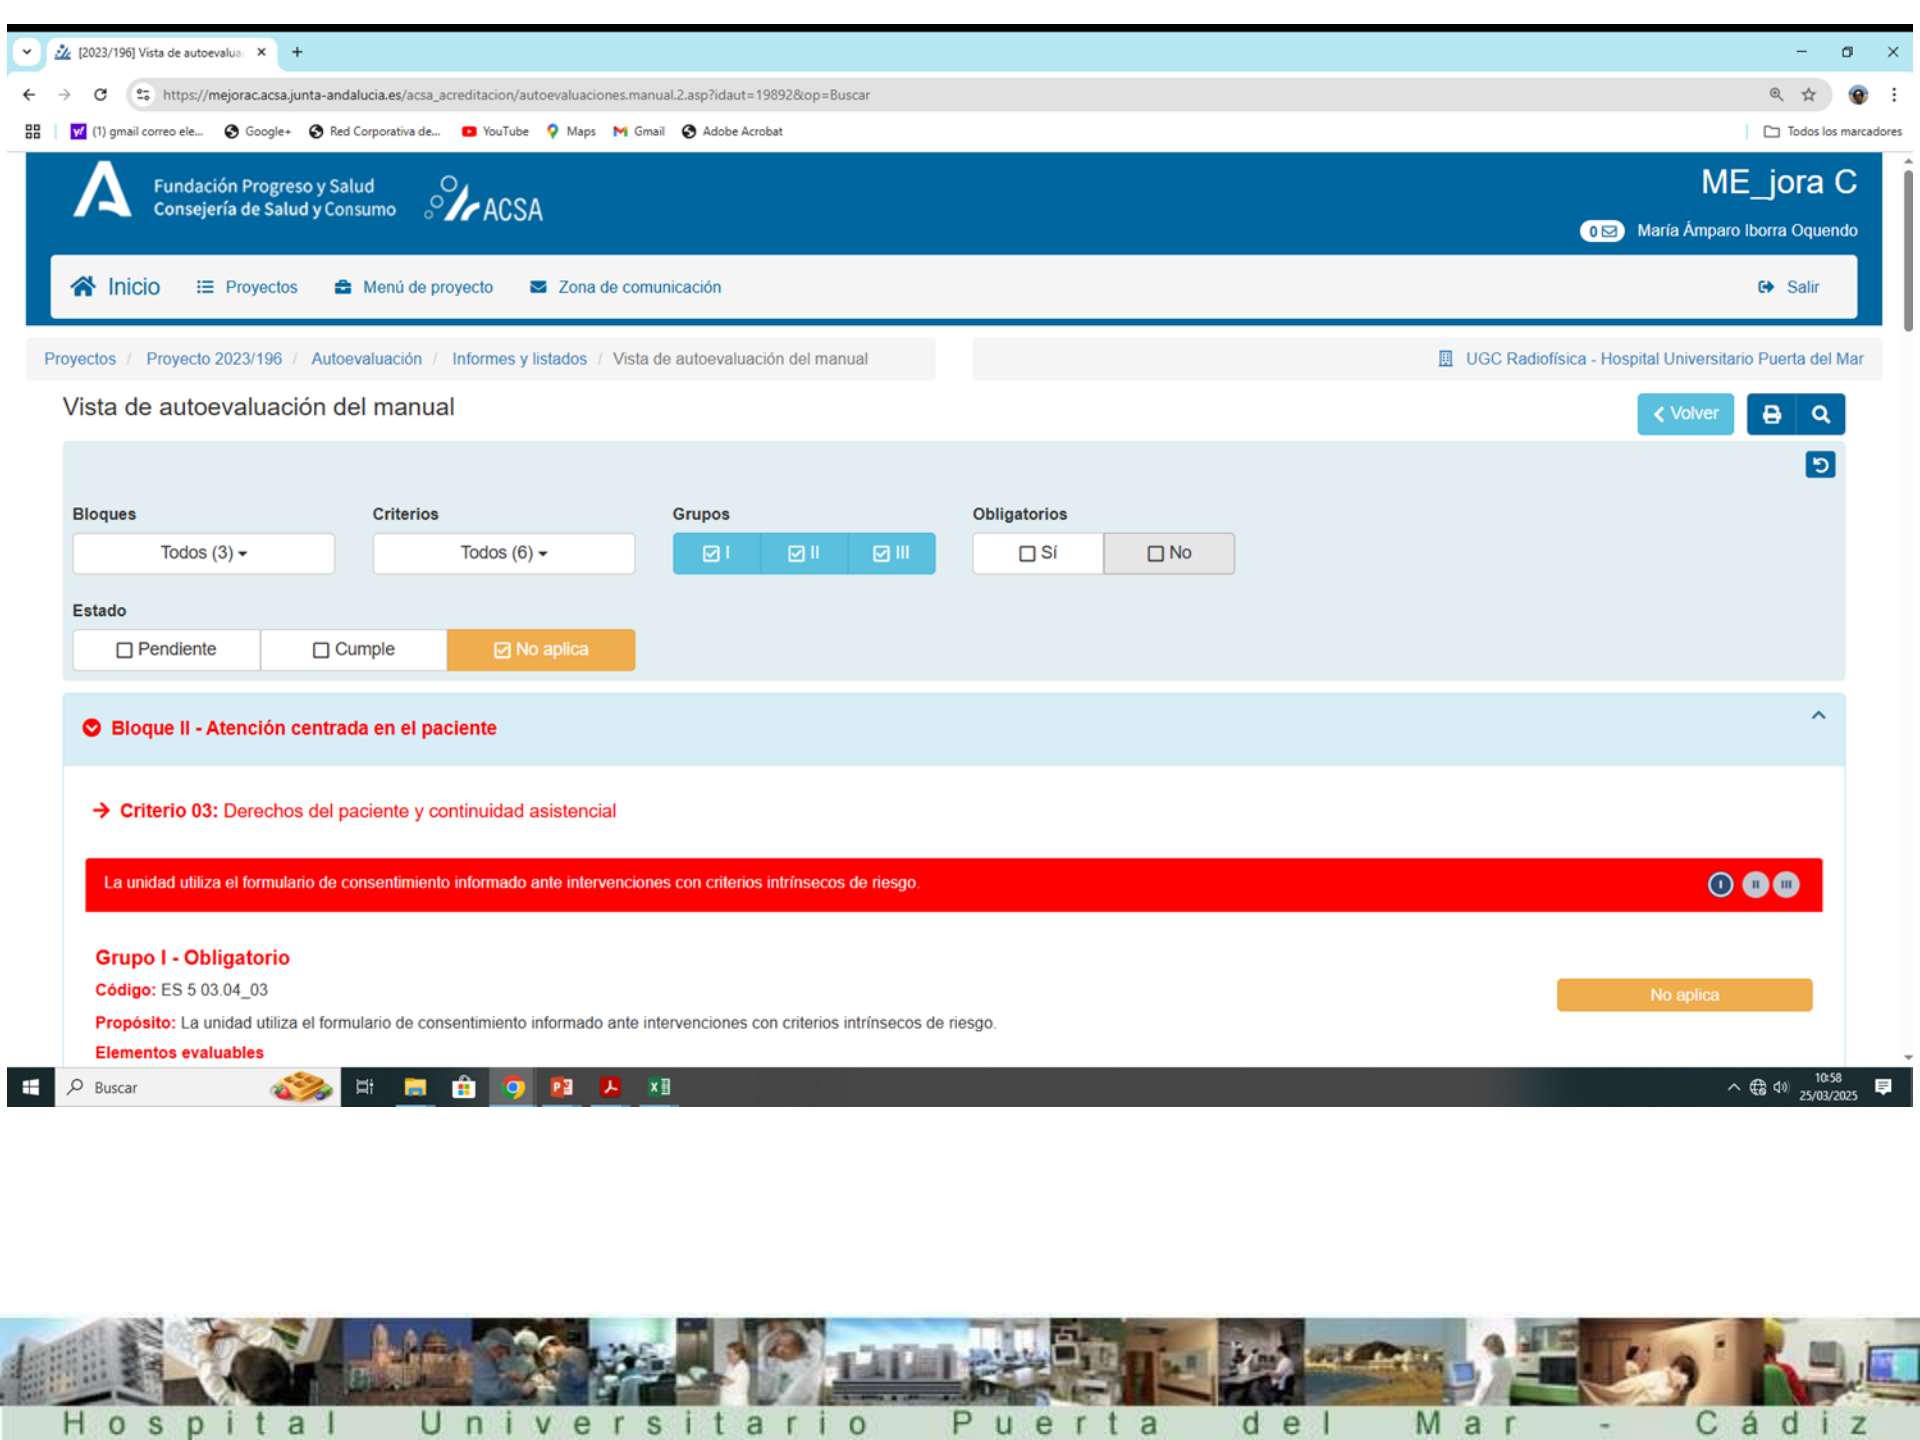 [2023/196] Vista de autoevalua
https://mejorac.acsa.junta-andalucia.es/acsa_acreditacion/autoevaluaciones.manual.2.asp?idaut=19892&op=Buscar
(1) gmail correo ele... Google+ Red Corporativa de... YouTube Maps Gmail Adobe Acrobat Todos los marcadores
Fundación Progreso y Salud
Consejería de Salud y Consumo
ACSA
ME_jora C
0 María Ámparo Iborra Oquendo
Inicio Proyectos Menú de proyecto Zona de comunicación Salir
Proyectos / Proyecto 2023/196 / Autoevaluación / Informes y listados / Vista de autoevaluación del manual UGC Radiofísica - Hospital Universitario Puerta del Mar
Vista de autoevaluación del manual Volver
Bloques Criterios Grupos Obligatorios
Todos (3) Todos (6) I II III Sí No
Estado
Pendiente Cumple No aplica
Bloque II - Atención centrada en el paciente
Criterio 03: Derechos del paciente y continuidad asistencial
La unidad utiliza el formulario de consentimiento informado ante intervenciones con criterios intrínsecos de riesgo. I II III
Grupo I - Obligatorio
Código: ES 5 03.04_03 No aplica
Propósito: La unidad utiliza el formulario de consentimiento informado ante intervenciones con criterios intrínsecos de riesgo.
Elementos evaluables
Buscar
10:58
25/03/2025
Hospital Universitario Puerta del Mar - Cádiz